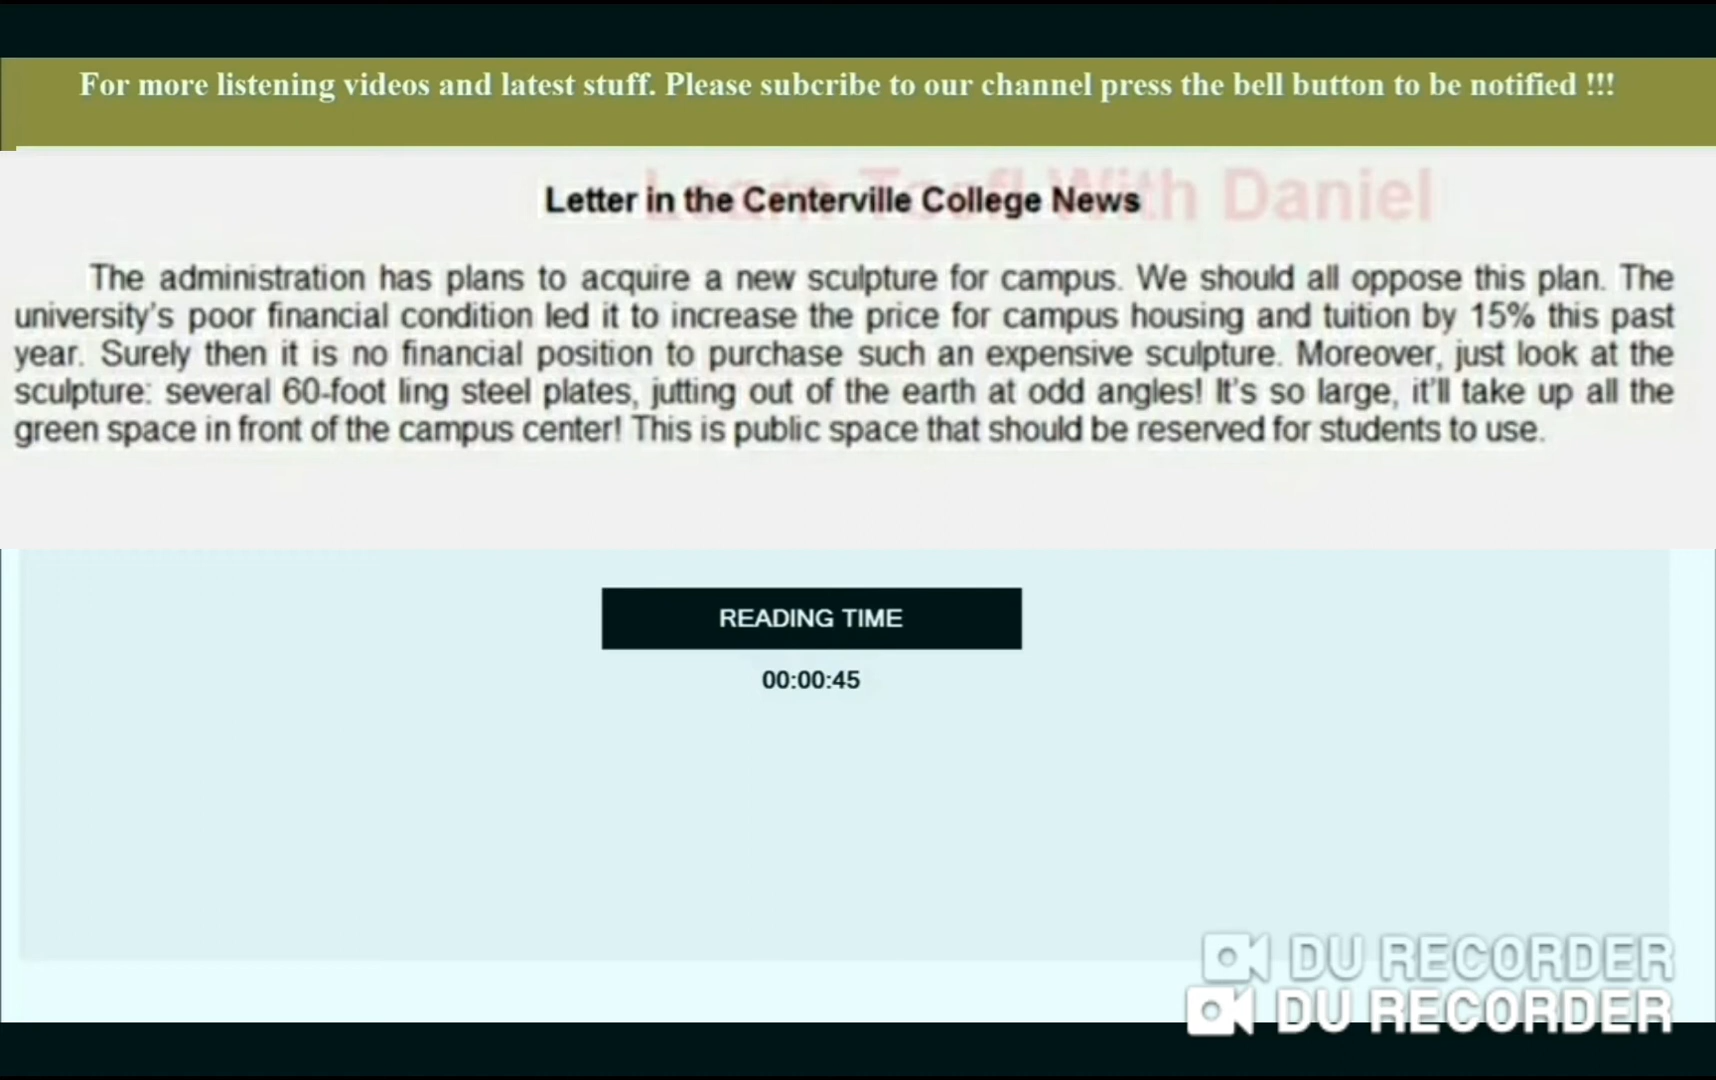 For more listening videos and latest stuff. Please subcribe to our channel press the bell button to be notified !!!
Learn Toefl With Daniel
Letter in the Centerville College News
The administration has plans to acquire a new sculpture for campus. We should all oppose this plan. The
university's poor financial condition led it to increase the price for campus housing and tuition by 15% this past
year. Surely then it is no financial position to purchase such an expensive sculpture. Moreover, just look at the
sculpture: several 60-foot ling steel plates, jutting out of the earth at odd angles! It's so large, it'll take up all the
green space in front of the campus center! This is public space that should be reserved for students to use.
READING TIME
00:00:45
DU RECORDER
DU RECORDER